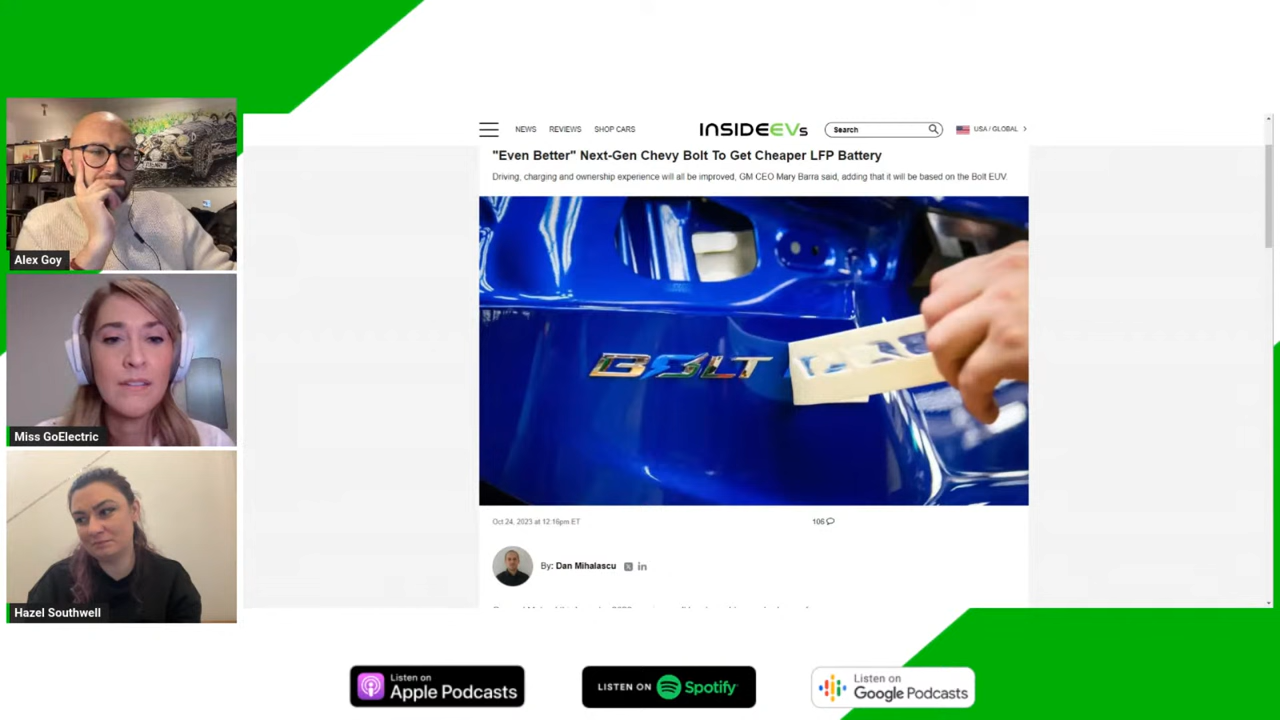 NEWS
REVIEWS
SHOP CARS
INSIDEEVs
Search
USA / GLOBAL
"Even Better" Next-Gen Chevy Bolt To Get Cheaper LFP Battery
Driving, charging and ownership experience will all be improved, GM CEO Mary Barra said, adding that it will be based on the Bolt EUV.
BOLT
Oct 24, 2023 at 12:16pm ET
106
By: Dan Mihalascu
in
Alex Goy
Miss GoElectric
Hazel Southwell
Listen on
Apple Podcasts
LISTEN ON Spotify
Listen on
Google Podcasts